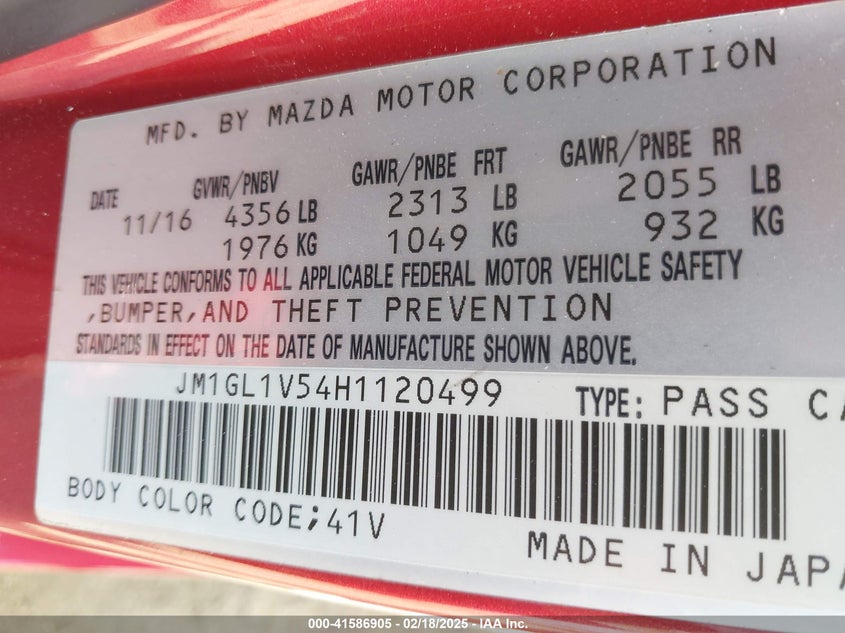 MFD. BY MAZDA MOTOR CORPORATION
DATE GVWR/PNBV GAWR/PNBE FRT GAWR/PNBE RR
11/16 4356 LB 2313 LB 2055 LB
1976 KG 1049 KG 932 KG
THIS VEHICLE CONFORMS TO ALL APPLICABLE FEDERAL MOTOR VEHICLE SAFETY
,BUMPER,AND THEFT PREVENTION
STANDARDS IN EFFECT ON THE DATE OF MANUFACTURE SHOWN ABOVE.
JM1GL1V54H1120499 TYPE: PASS CA
BODY COLOR CODE;41V
MADE IN JAPA
000-41586905 - 02/18/2025 - IAA Inc.